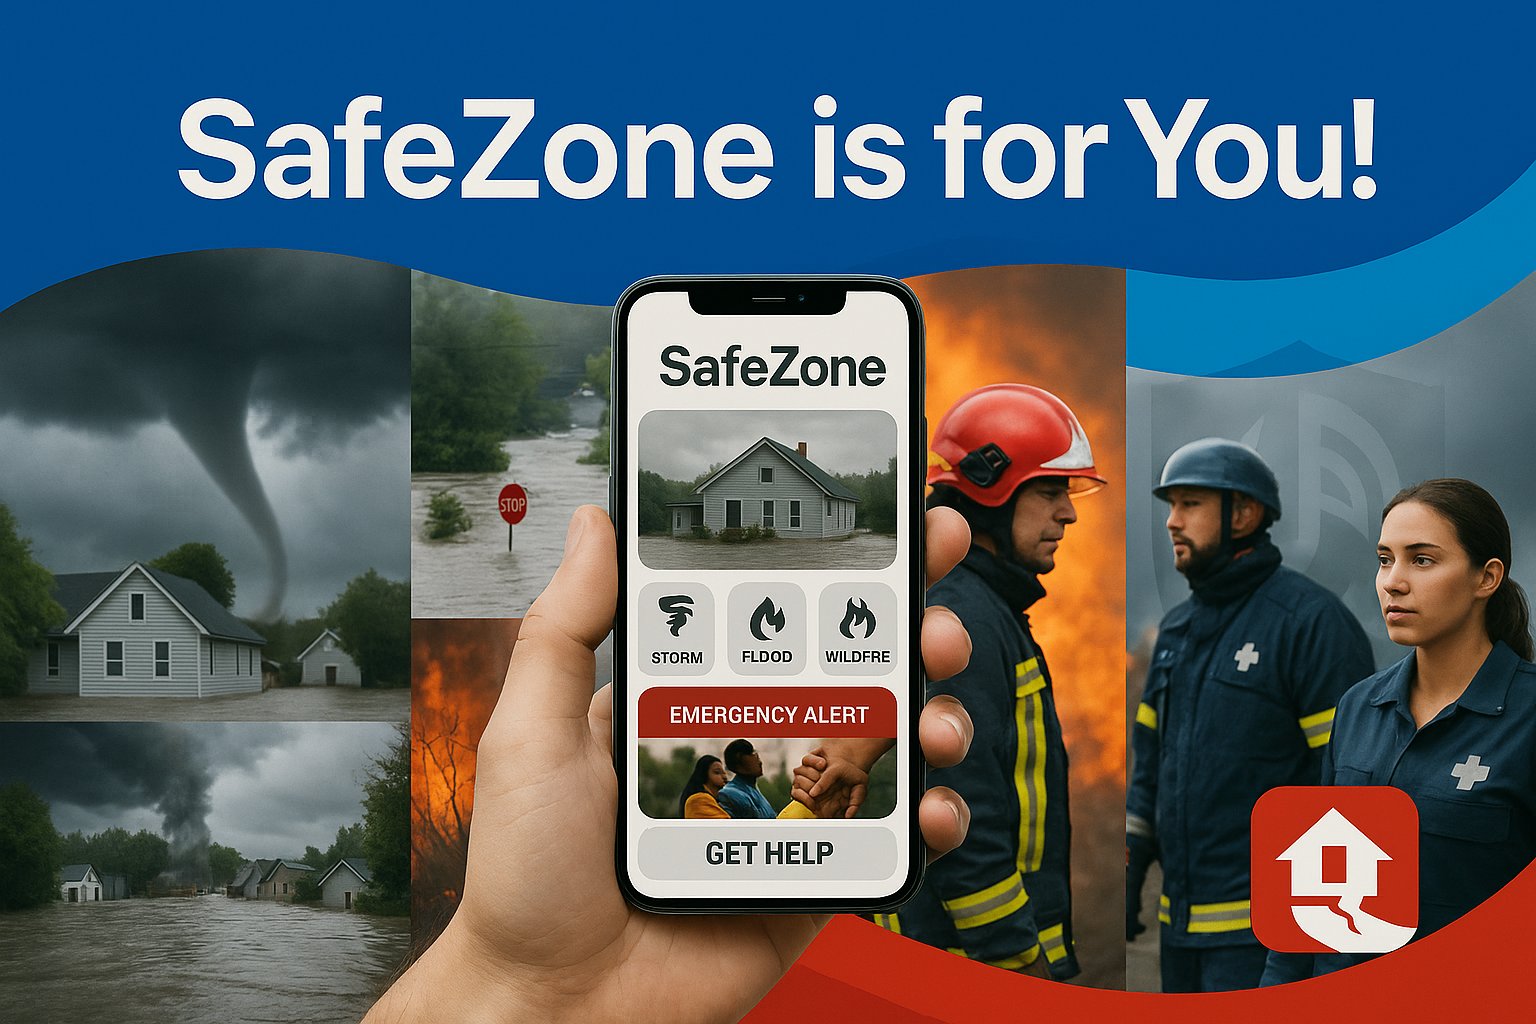 SafeZone is for You!
STOP
SafeZone
STORM
FLDOD
WILDFRE
EMERGENCY ALERT
GET HELP